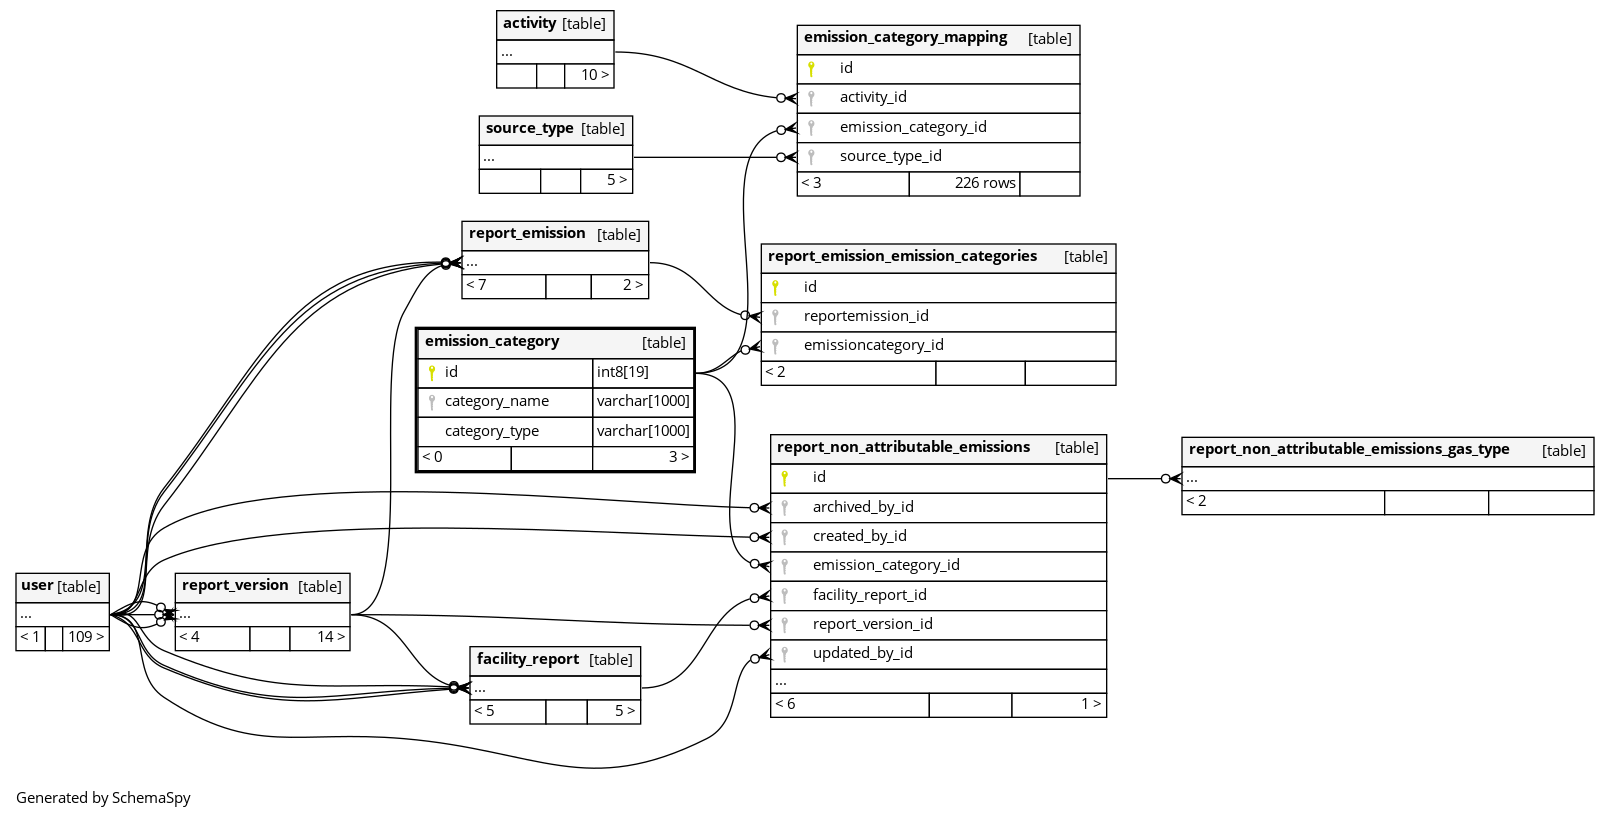 activity [table]
...
10 >
source_type [table]
...
5 >
report_emission [table]
...
< 7 2 >
emission_category [table]
id int8[19]
category_name varchar[1000]
category_type varchar[1000]
< 0 3 >
user [table]
...
< 1 109 >
report_version [table]
...
< 4 14 >
facility_report [table]
...
< 5 5 >
emission_category_mapping [table]
id
activity_id
emission_category_id
source_type_id
< 3 226 rows
report_emission_emission_categories [table]
id
reportemission_id
emissioncategory_id
< 2
report_non_attributable_emissions [table]
id
archived_by_id
created_by_id
emission_category_id
facility_report_id
report_version_id
updated_by_id
...
< 6 1 >
report_non_attributable_emissions_gas_type [table]
...
< 2
Generated by SchemaSpy